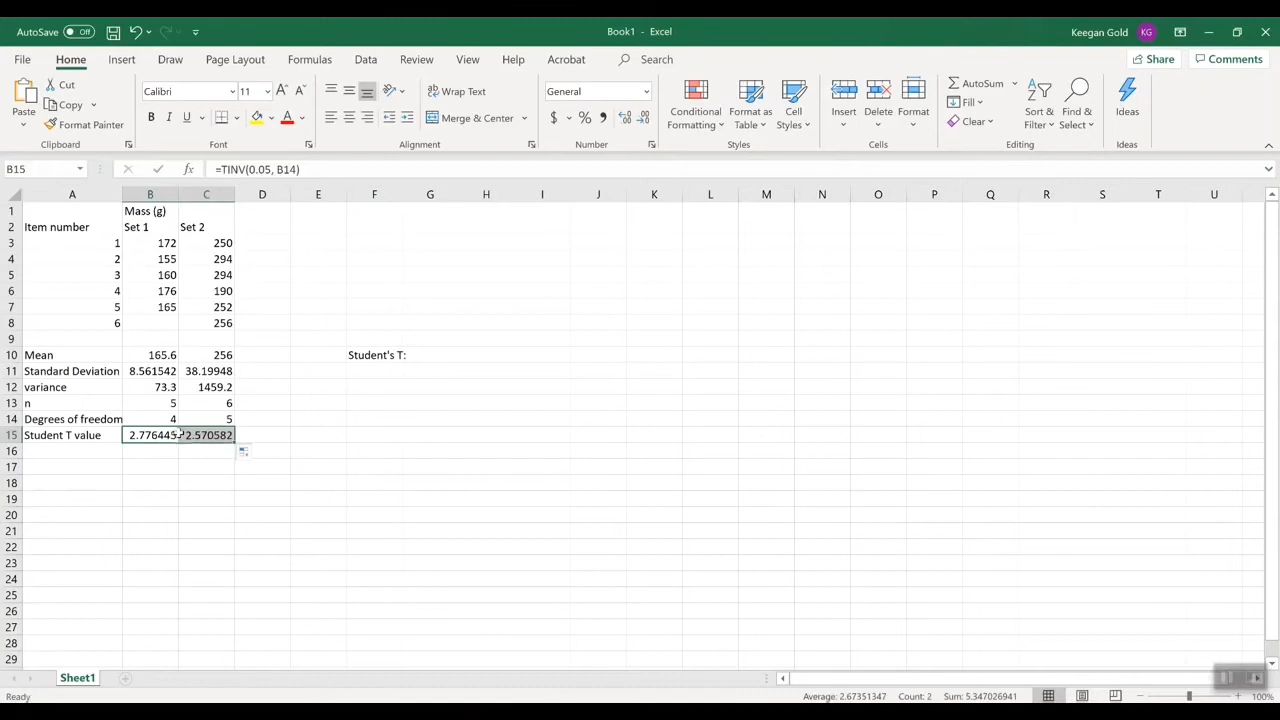 AutoSave Off Book1 - Excel Keegan Gold KG
File Home Insert Draw Page Layout Formulas Data Review View Help Acrobat Search Share Comments
Paste Cut Copy Format Painter Clipboard
Calibri 11 A A B I U A Font
Wrap Text Merge & Center Alignment
General $ % Number
Conditional Formatting Format as Table Cell Styles Styles
Insert Delete Format Cells
AutoSum Fill Clear Sort & Filter Find & Select Editing
Ideas Ideas
B15 fx =TINV(0.05, B14)
A B C D E F G H I J K L M N O P Q R S T U
1 Mass (g)
2 Item number Set 1 Set 2
3 1 172 250
4 2 155 294
5 3 160 294
6 4 176 190
7 5 165 252
8 6 256
9
10 Mean 165.6 256 Student's T:
11 Standard Deviation 8.561542 38.19948
12 variance 73.3 1459.2
13 n 5 6
14 Degrees of freedom 4 5
15 Student T value 2.776445 2.570582
16
17
18
19
20
21
22
23
24
25
26
27
28
29
Sheet1
Ready Average: 2.67351347 Count: 2 Sum: 5.347026941 100%